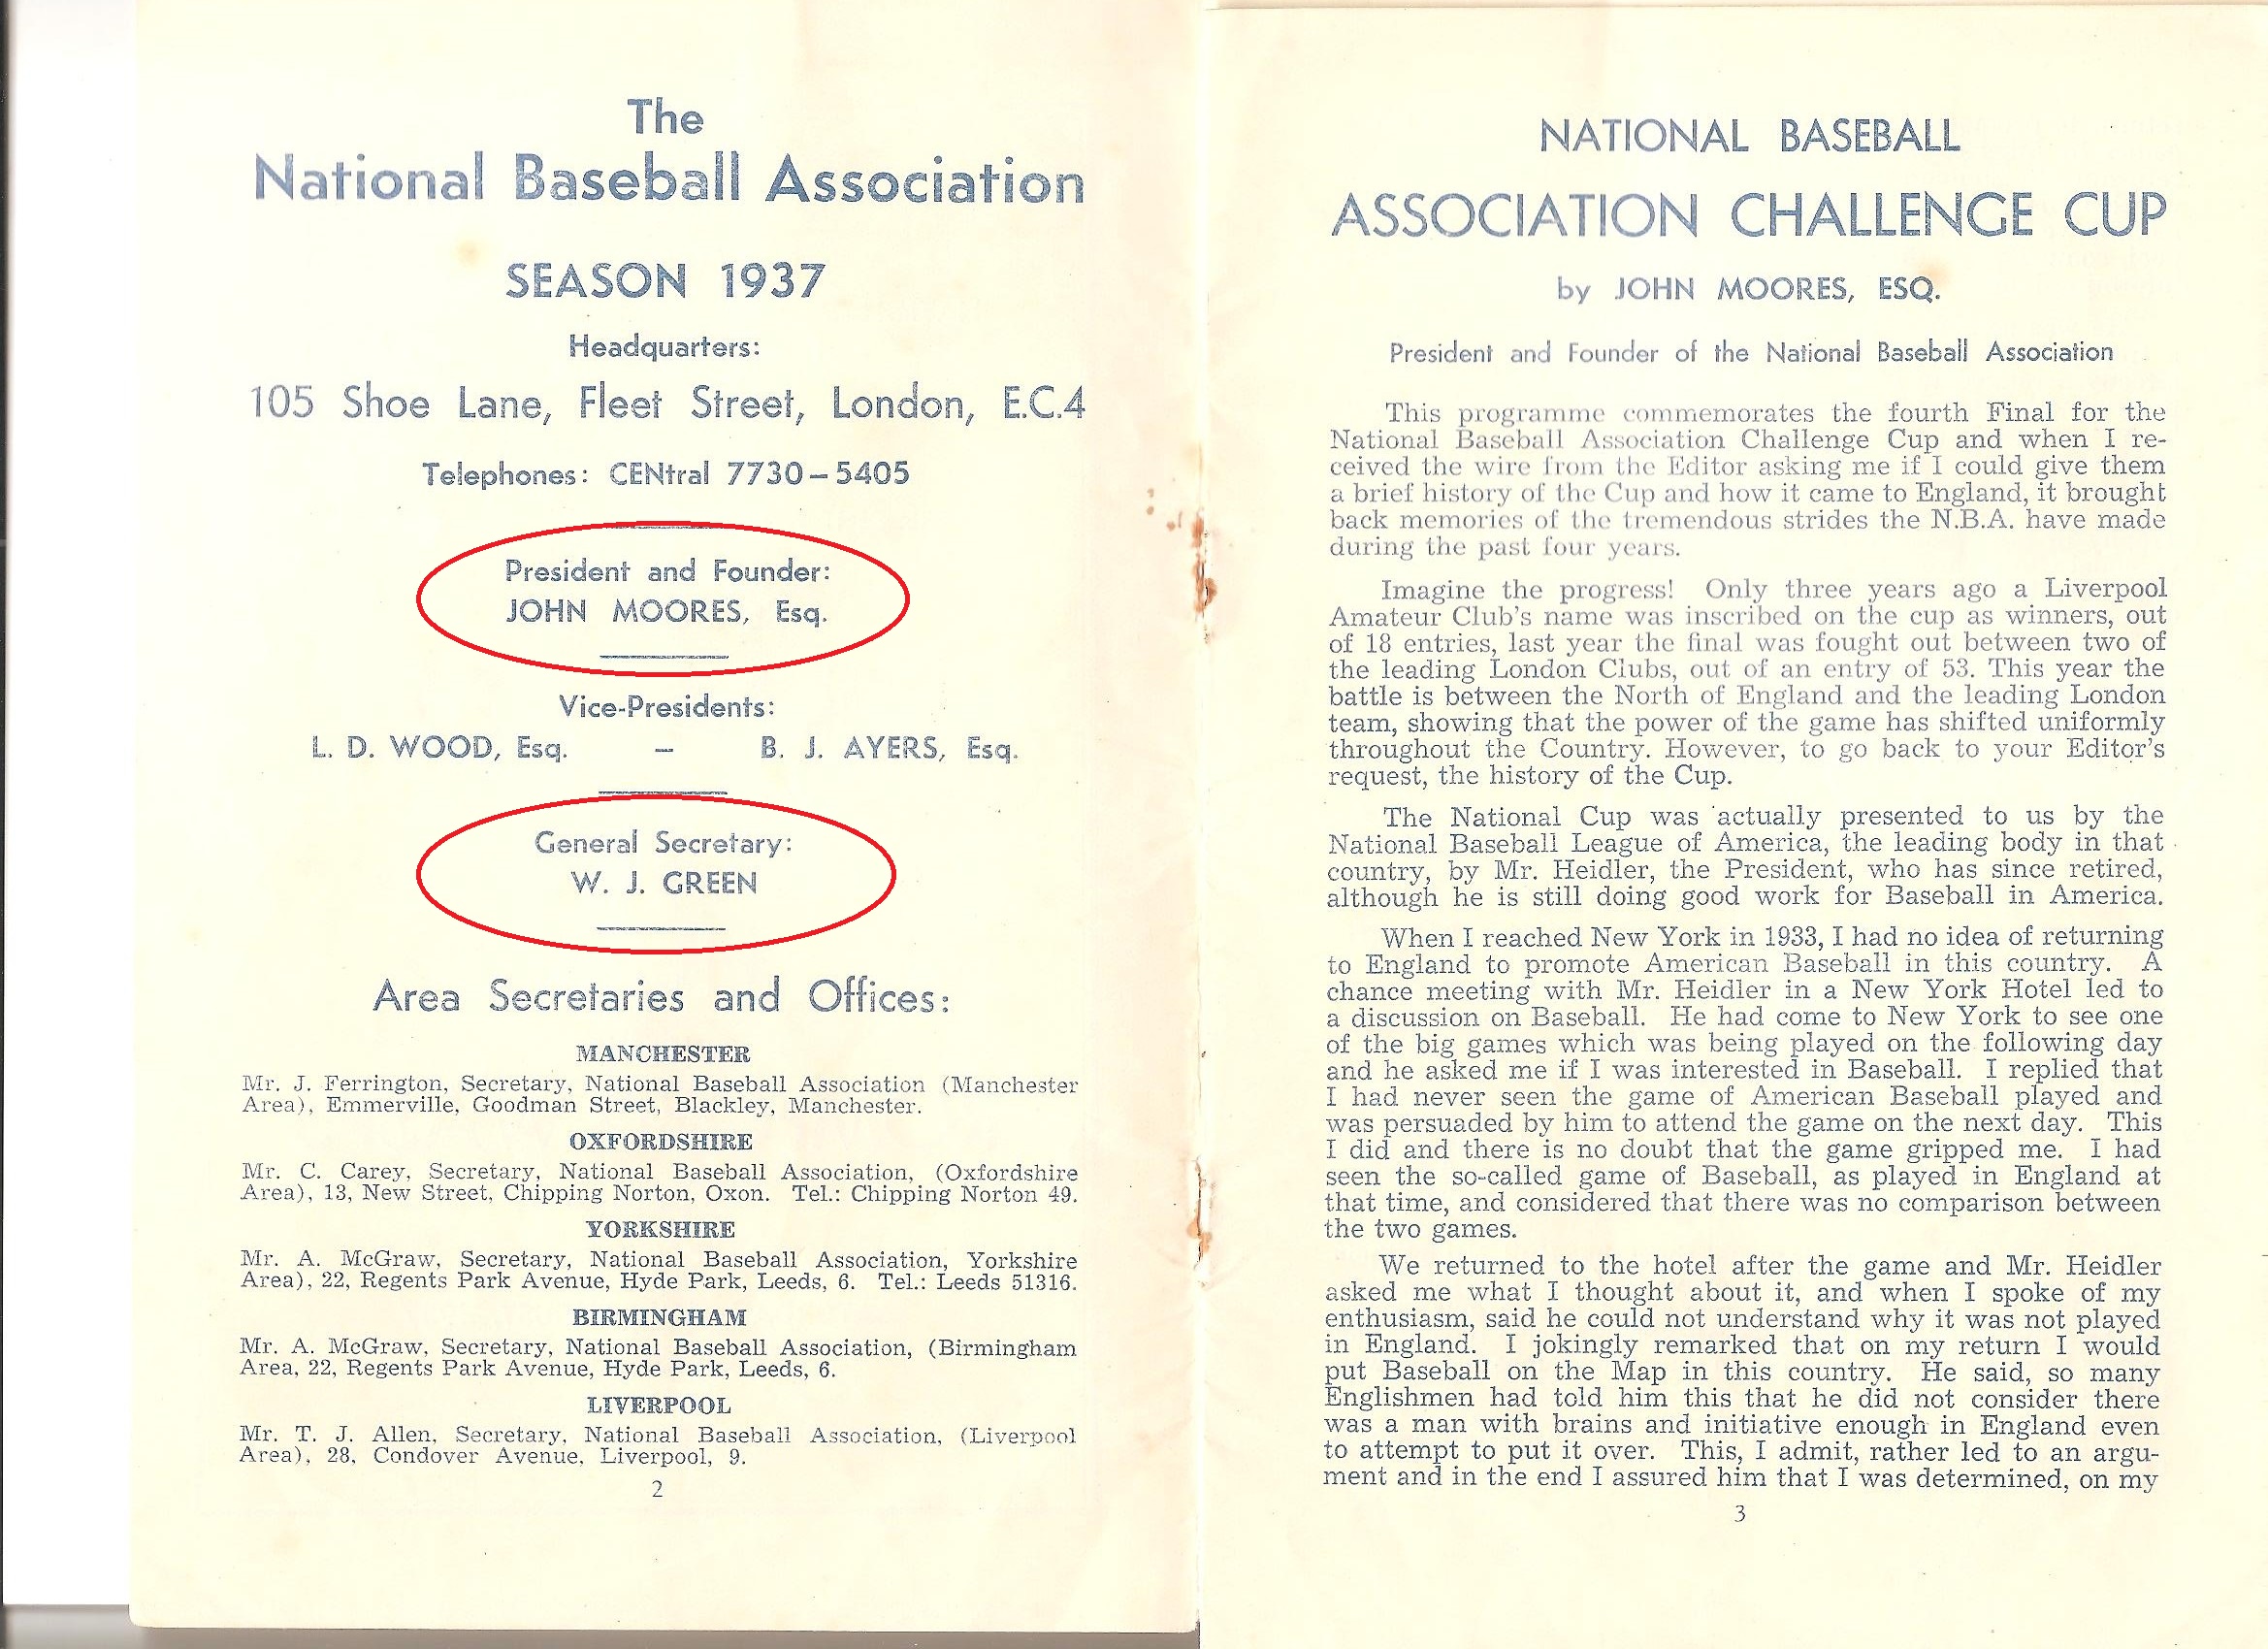 The
National Baseball Association
SEASON 1937
Headquarters:
105 Shoe Lane, Fleet Street, London, E.C.4
Telephones: CENtral 7730–5405
President and Founder:
JOHN MOORES, Esq.
Vice-Presidents:
L. D. WOOD, Esq. – B. J. AYERS, Esq.
General Secretary:
W. J. GREEN
Area Secretaries and Offices:
MANCHESTER
Mr. J. Ferrington, Secretary, National Baseball Association (Manchester
Area), Emmerville, Goodman Street, Blackley, Manchester.
OXFORDSHIRE
Mr. C. Carey, Secretary, National Baseball Association, (Oxfordshire
Area), 13, New Street, Chipping Norton, Oxon. Tel.: Chipping Norton 49.
YORKSHIRE
Mr. A. McGraw, Secretary, National Baseball Association, Yorkshire
Area), 22, Regents Park Avenue, Hyde Park, Leeds, 6. Tel.: Leeds 51316.
BIRMINGHAM
Mr. A. McGraw, Secretary, National Baseball Association, (Birmingham
Area, 22, Regents Park Avenue, Hyde Park, Leeds, 6.
LIVERPOOL
Mr. T. J. Allen, Secretary, National Baseball Association, (Liverpool
Area), 28, Condover Avenue, Liverpool, 9.
2
NATIONAL BASEBALL
ASSOCIATION CHALLENGE CUP
by JOHN MOORES, ESQ.
President and Founder of the National Baseball Association
This programme commemorates the fourth Final for the
National Baseball Association Challenge Cup and when I re-
ceived the wire from the Editor asking me if I could give them
a brief history of the Cup and how it came to England, it brought
back memories of the tremendous strides the N.B.A. have made
during the past four years.
Imagine the progress! Only three years ago a Liverpool
Amateur Club's name was inscribed on the cup as winners, out
of 18 entries, last year the final was fought out between two of
the leading London Clubs, out of an entry of 53. This year the
battle is between the North of England and the leading London
team, showing that the power of the game has shifted uniformly
throughout the Country. However, to go back to your Editor's
request, the history of the Cup.
The National Cup was actually presented to us by the
National Baseball League of America, the leading body in that
country, by Mr. Heidler, the President, who has since retired,
although he is still doing good work for Baseball in America.
When I reached New York in 1933, I had no idea of returning
to England to promote American Baseball in this country. A
chance meeting with Mr. Heidler in a New York Hotel led to
a discussion on Baseball. He had come to New York to see one
of the big games which was being played on the following day
and he asked me if I was interested in Baseball. I replied that
I had never seen the game of American Baseball played and
was persuaded by him to attend the game on the next day. This
I did and there is no doubt that the game gripped me. I had
seen the so-called game of Baseball, as played in England at
that time, and considered that there was no comparison between
the two games.
We returned to the hotel after the game and Mr. Heidler
asked me what I thought about it, and when I spoke of my
enthusiasm, said he could not understand why it was not played
in England. I jokingly remarked that on my return I would
put Baseball on the Map in this country. He said, so many
Englishmen had told him this that he did not consider there
was a man with brains and initiative enough in England even
to attempt to put it over. This, I admit, rather led to an argu-
ment and in the end I assured him that I was determined, on my
3